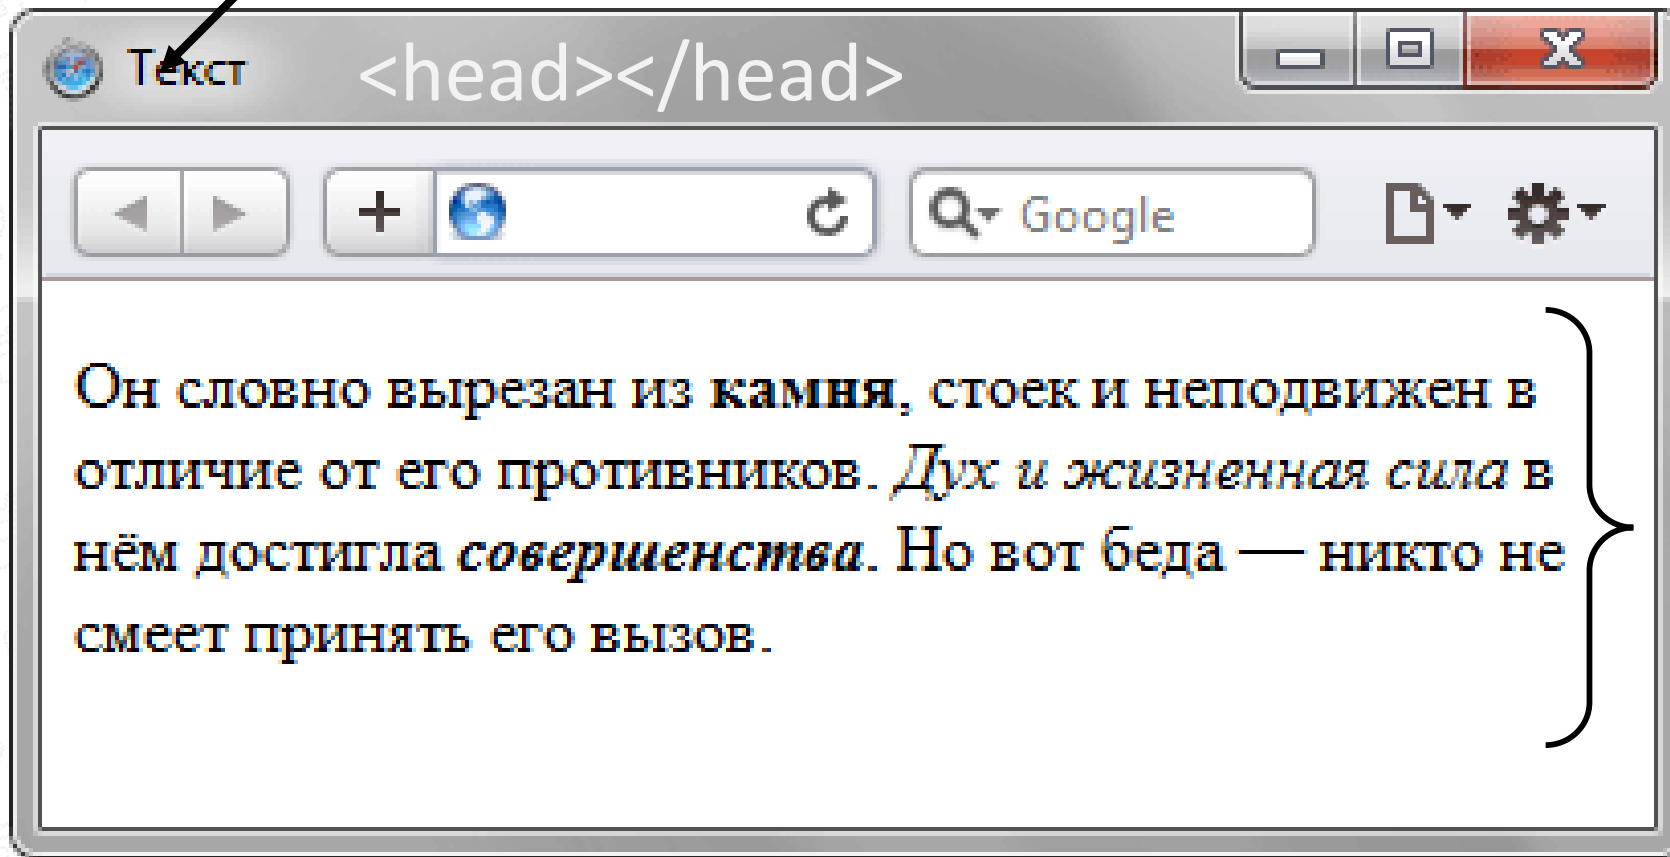 Текст <head></head>
Google
Он словно вырезан из камня, стоек и неподвижен в
отличие от его противников. Дух и жизненная сила в
нём достигла совершенства. Но вот беда — никто не
смеет принять его вызов.